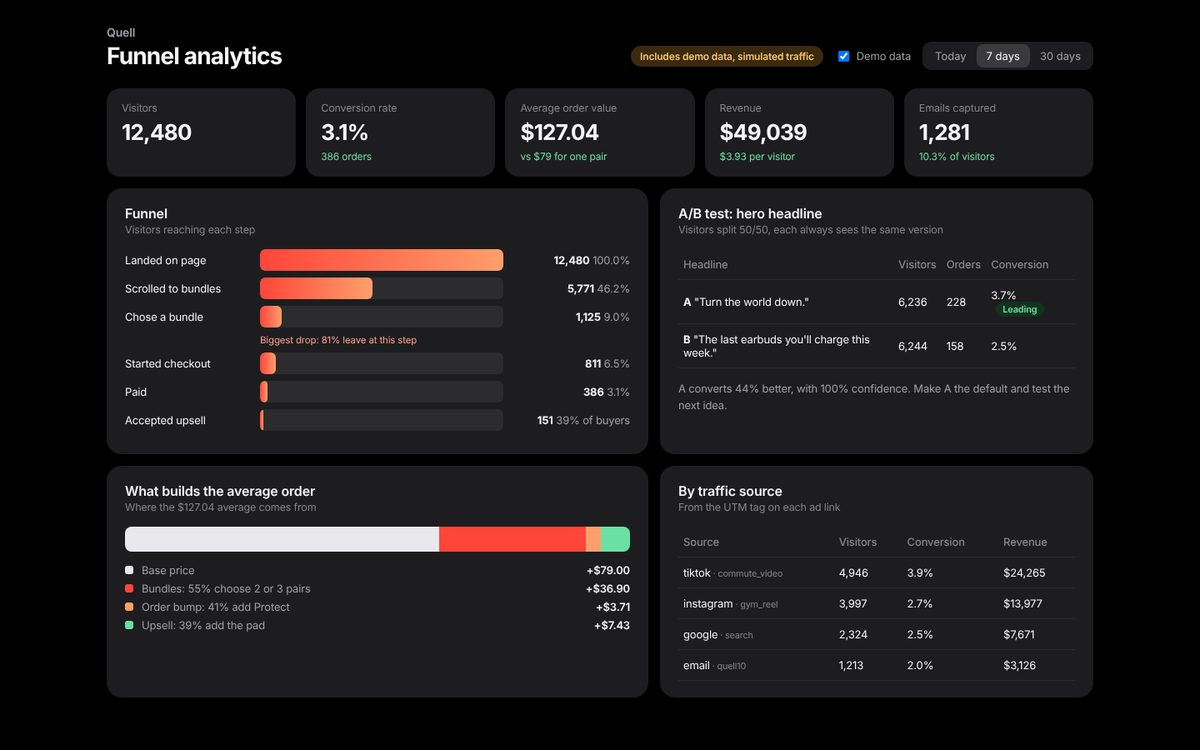 Quell
Funnel analytics
Includes demo data, simulated traffic
Demo data
Today
7 days
30 days
Visitors
12,480
Conversion rate
3.1%
386 orders
Average order value
$127.04
vs $79 for one pair
Revenue
$49,039
$3.93 per visitor
Emails captured
1,281
10.3% of visitors
Funnel
Visitors reaching each step
Landed on page 12,480 100.0%
Scrolled to bundles 5,771 46.2%
Chose a bundle 1,125 9.0%
Biggest drop: 81% leave at this step
Started checkout 811 6.5%
Paid 386 3.1%
Accepted upsell 151 39% of buyers
A/B test: hero headline
Visitors split 50/50, each always sees the same version
Headline Visitors Orders Conversion
A "Turn the world down." 6,236 228 3.7%
Leading
B "The last earbuds you'll charge this
week." 6,244 158 2.5%
A converts 44% better, with 100% confidence. Make A the default and test the
next idea.
What builds the average order
Where the $127.04 average comes from
Base price +$79.00
Bundles: 55% choose 2 or 3 pairs +$36.90
Order bump: 41% add Protect +$3.71
Upsell: 39% add the pad +$7.43
By traffic source
From the UTM tag on each ad link
Source Visitors Conversion Revenue
tiktok · commute_video 4,946 3.9% $24,265
instagram · gym_reel 3,997 2.7% $13,977
google · search 2,324 2.5% $7,671
email · quell10 1,213 2.0% $3,126